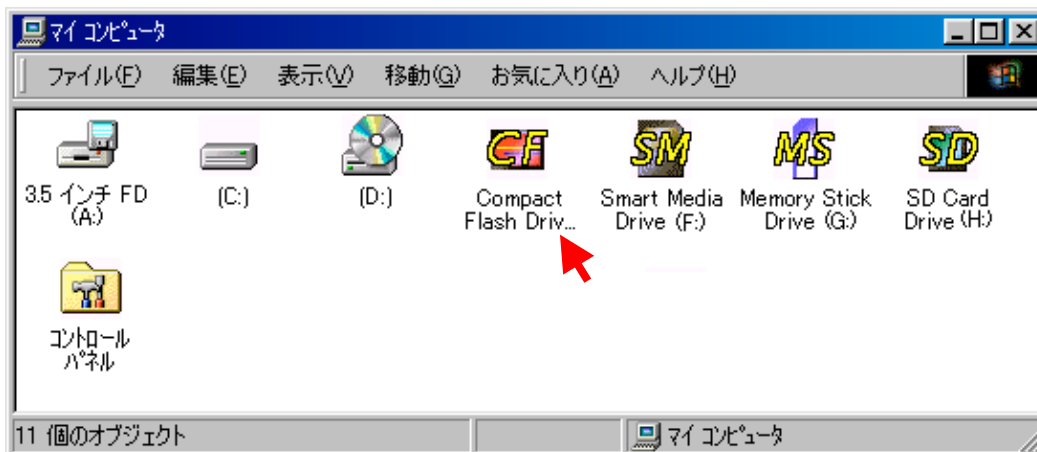 マイ コンピュータ
ファイル(F) 編集(E) 表示(V) 移動(G) お気に入り(A) ヘルプ(H)
CF SM MS SD
3.5 インチ FD (A:)
(C:)
(D:)
Compact
Flash Driv...
Smart Media
Drive (F:)
Memory Stick
Drive (G:)
SD Card
Drive (H:)
コントロール
パネル
11 個のオブジェクト
マイ コンピュータ